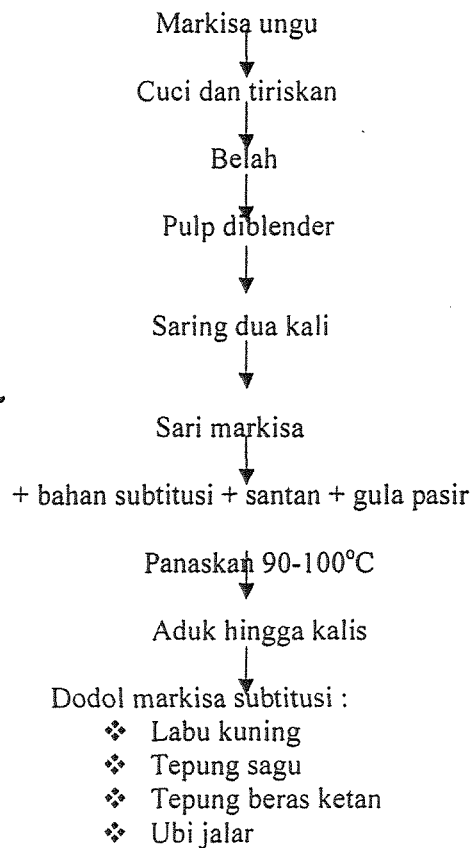 Markisa ungu
Cuci dan tiriskan
Belah
Pulp diblender
Saring dua kali
Sari markisa
+ bahan subtitusi + santan + gula pasir
Panaskan 90-100°C
Aduk hingga kalis
Dodol markisa subtitusi :
❖ Labu kuning
❖ Tepung sagu
❖ Tepung beras ketan
❖ Ubi jalar